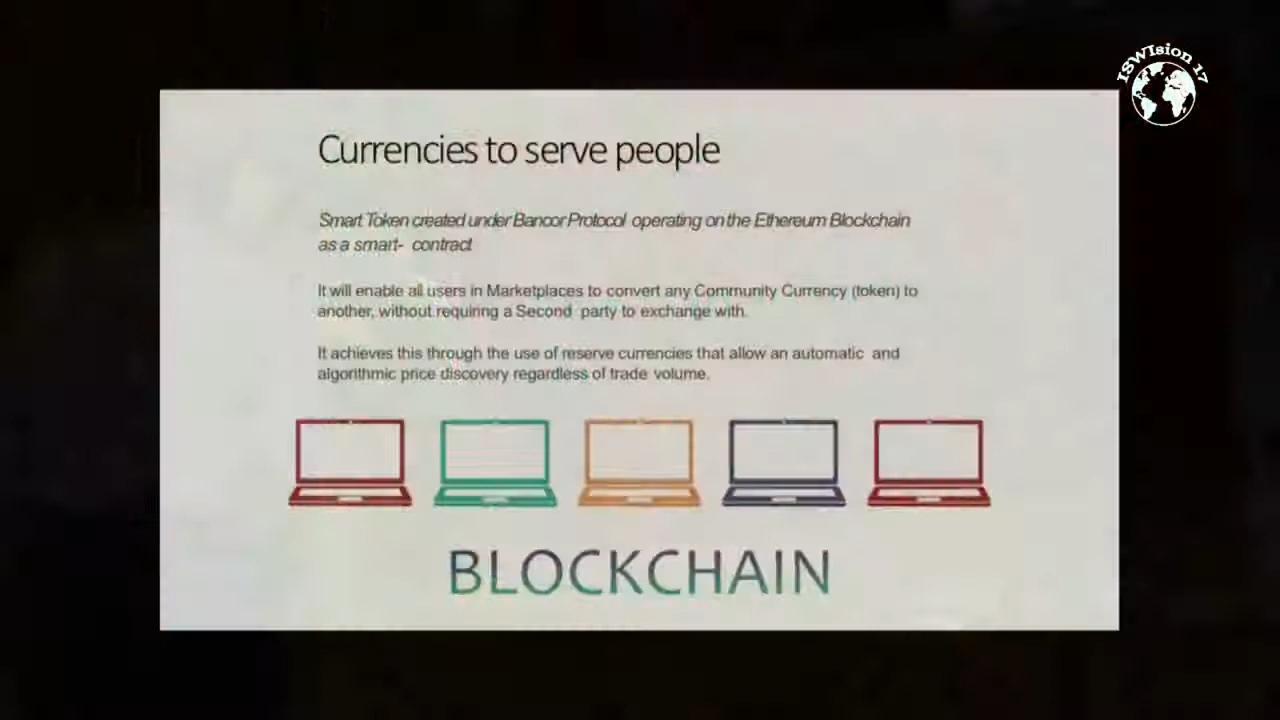 ISWIsion 17
Currencies to serve people
Smart Token created under Bancor Protocol operating on the Ethereum Blockchain
as a smart- contract
It will enable all users in Marketplaces to convert any Community Currency (token) to
another, without requiring a Second party to exchange with.
It achieves this through the use of reserve currencies that allow an automatic and
algorithmic price discovery regardless of trade volume.
BLOCKCHAIN